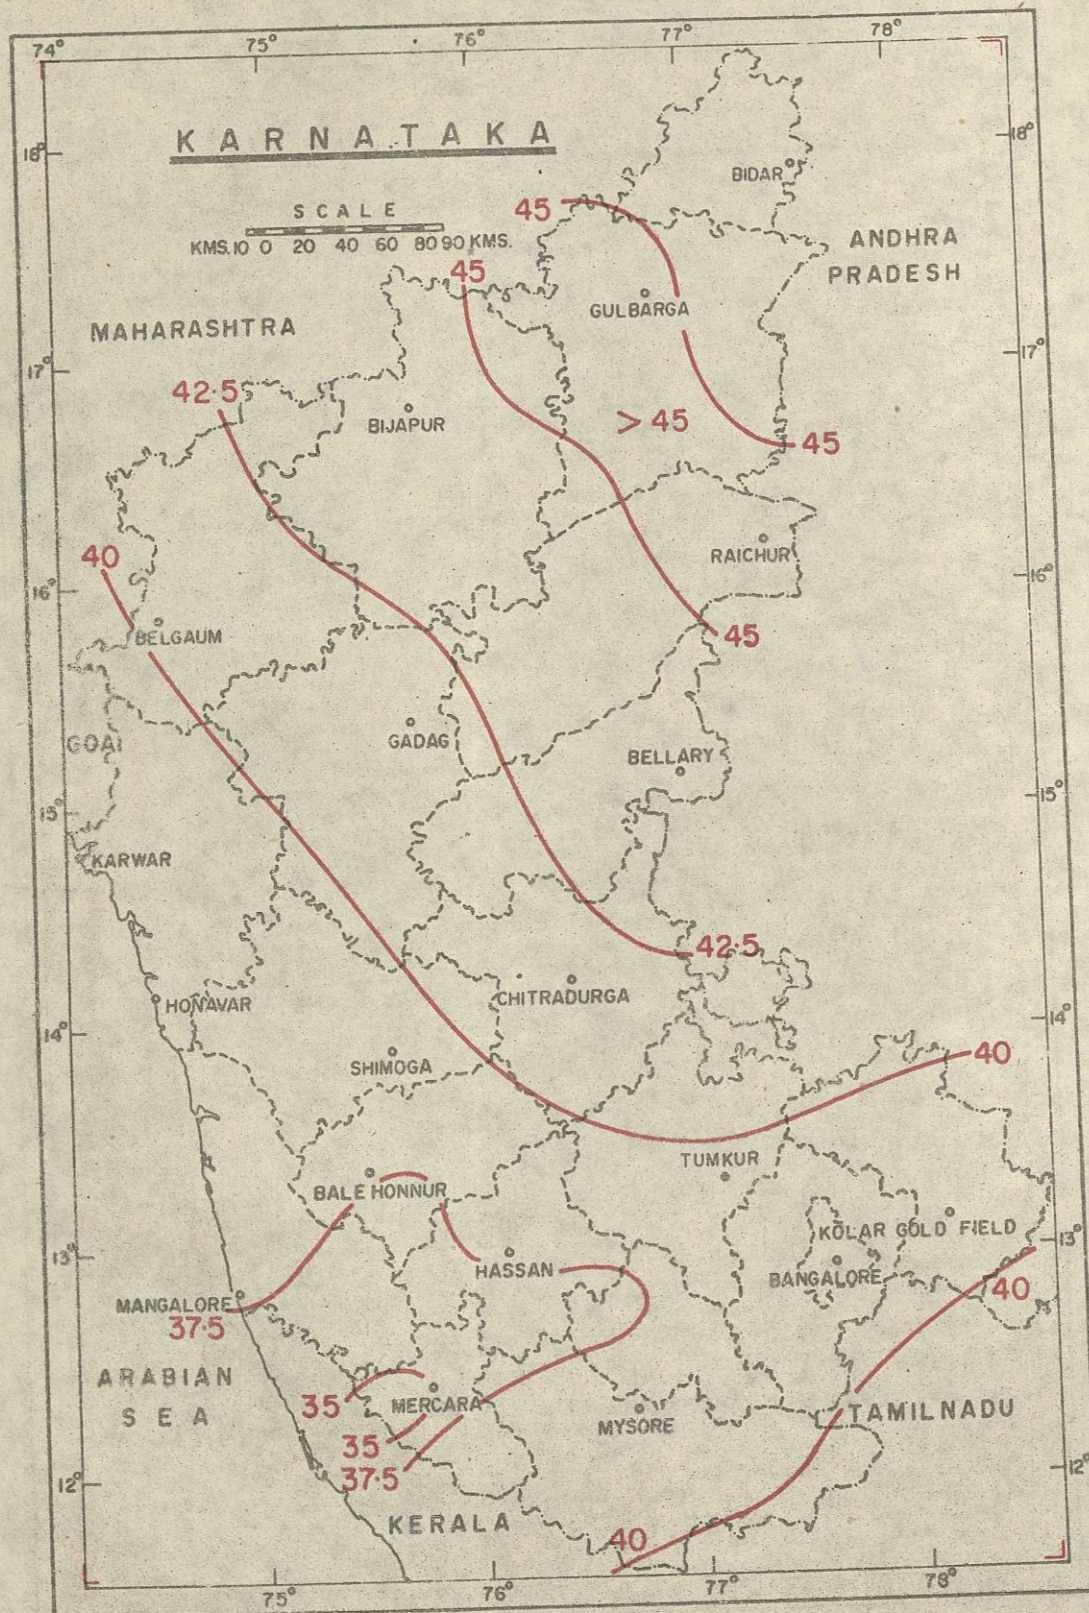 74° 75° 76° 77° 78°
KARNATAKA
18° 18°
BIDAR
SCALE
KMS. 10 0 20 40 60 80 90 KMS.
45
ANDHRA
PRADESH
45
GULBARGA
MAHARASHTRA
17° 17°
42·5
BIJAPUR
> 45
45
40
RAICHUR
16° 16°
BELGAUM
45
GOA
GADAG
BELLARY
15° 15°
KARWAR
42·5
CHITRADURGA
HONAVAR
14° 14°
SHIMOGA
40
TUMKUR
BALE HONNUR
KOLAR GOLD FIELD
13° 13°
HASSAN
BANGALORE
40
MANGALORE
37·5
ARABIAN
SEA
35
MERCARA
MYSORE
TAMILNADU
35
37·5
12° 12°
KERALA
40
75° 76° 77° 78°